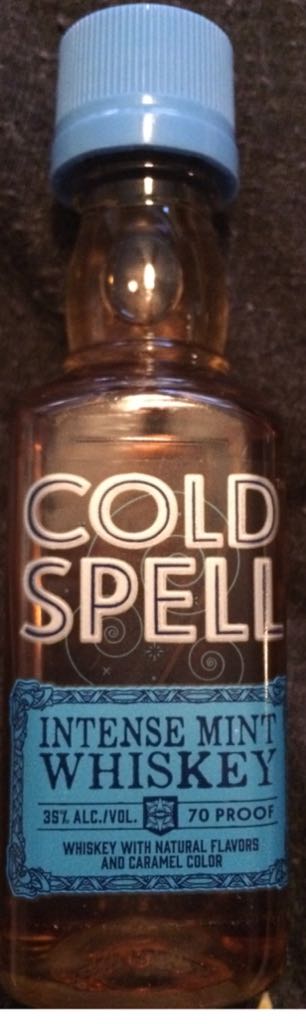 COLD
SPELL
INTENSE MINT
WHISKEY
35% ALC./VOL. 70 PROOF
WHISKEY WITH NATURAL FLAVORS
AND CARAMEL COLOR